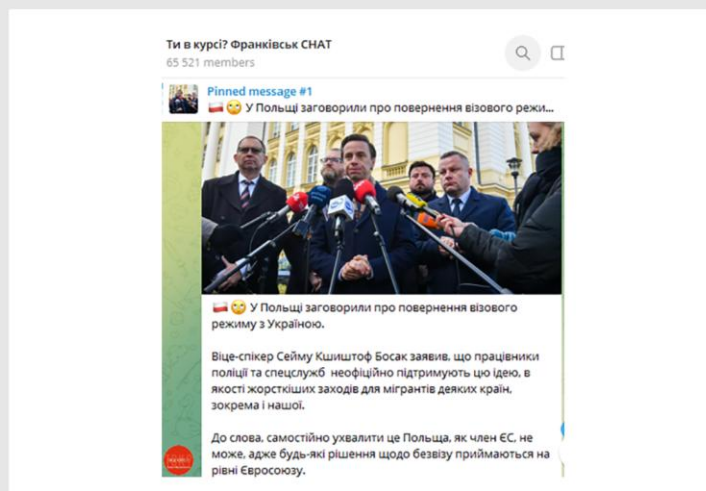 Ти в курсі? Франківськ CHAT
65 521 members
Pinned message #1
У Польщі заговорили про повернення візового режи...
У Польщі заговорили про повернення візового
режиму з Україною.
Віце-спікер Сейму Кшиштоф Босак заявив, що працівники
поліції та спецслужб неофіційно підтримують цю ідею, в
якості жорсткіших заходів для мігрантів деяких країн,
зокрема і нашої.
До слова, самостійно ухвалити це Польща, як член ЄС, не
може, адже будь-які рішення щодо безвізу приймаються на
рівні Євросоюзу.